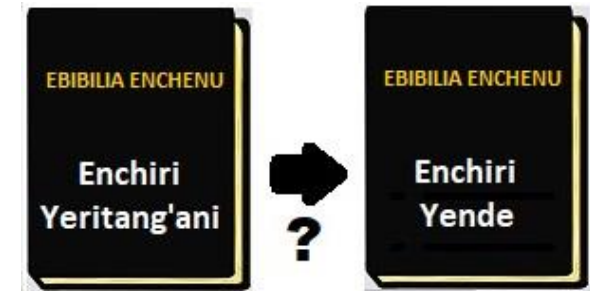 EBIBILIA ENCHENU
Enchiri
Yeritang'ani
?
EBIBILIA ENCHENU
Enchiri
Yende